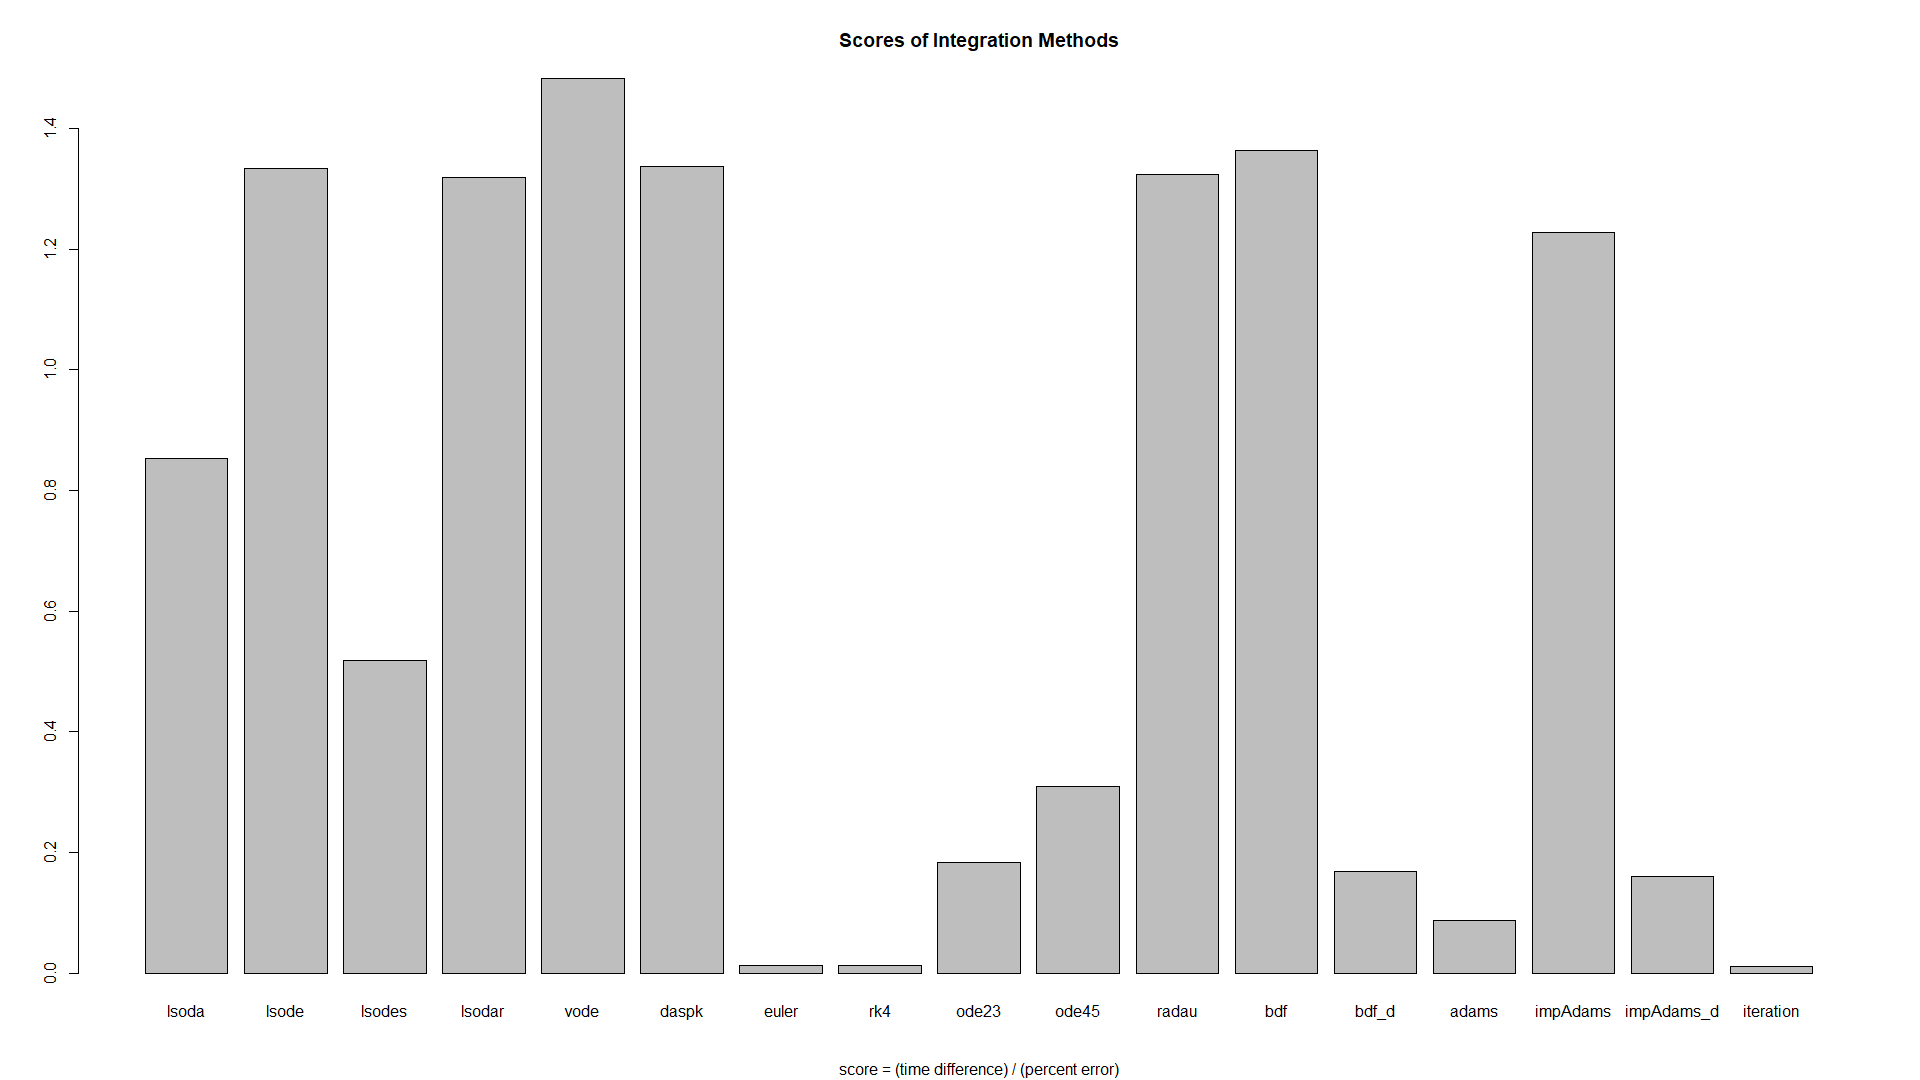 Scores of Integration Methods
1.4
1.2
1.0
0.8
0.6
0.4
0.2
0.0
lsoda lsode lsodes lsodar vode daspk euler rk4 ode23 ode45 radau bdf bdf_d adams impAdams impAdams_d iteration
score = (time difference) / (percent error)